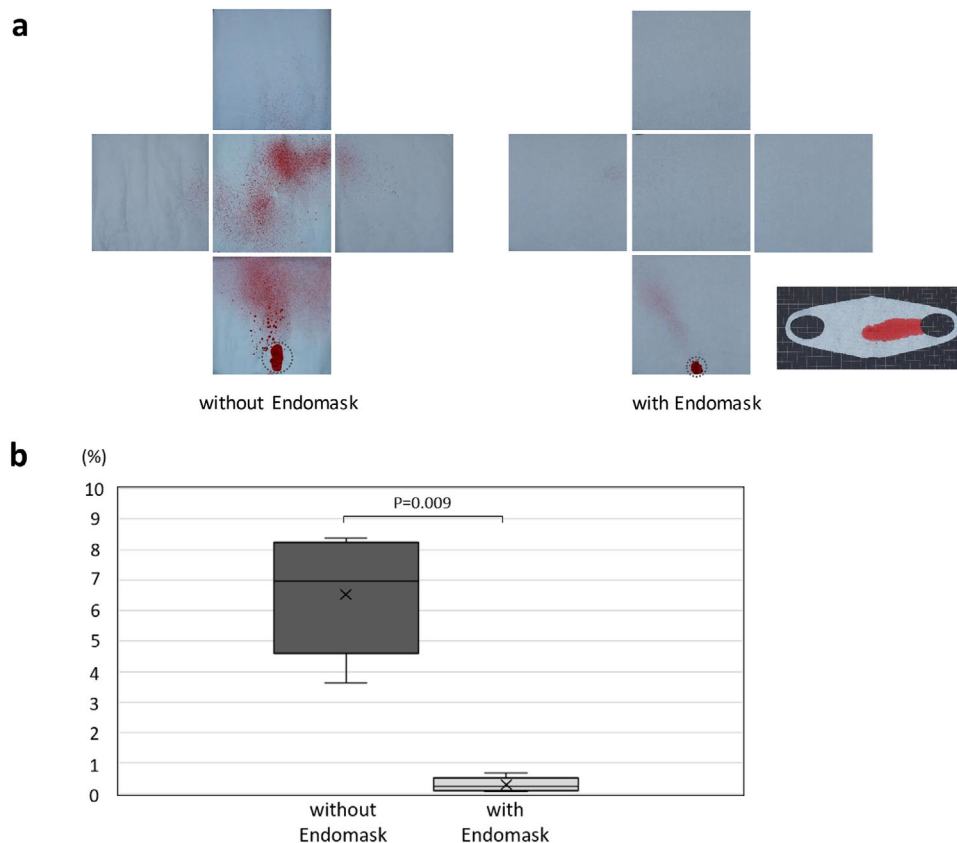 a
without Endomask
with Endomask
b
(%)
10
9
8
7
6
5
4
3
2
1
0
P=0.009
without
Endomask
with
Endomask